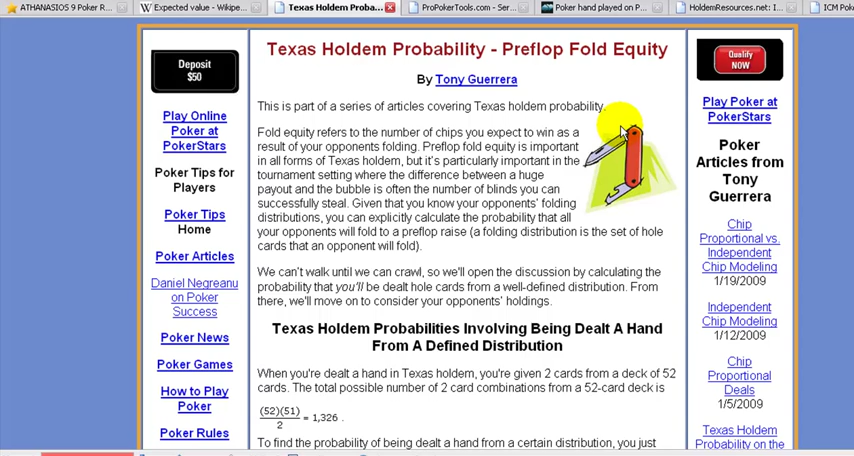 ATHANASIOS 9 Poker R...
Expected value - Wikipe...
Texas Holdem Proba...
ProPokerTools.com - Ser...
Poker hand played on P...
HoldemResources.net: I...
ICM Pok
Deposit
$50
Play Online
Poker at
PokerStars
Poker Tips for
Players
Poker Tips
Home
Poker Articles
Daniel Negreanu
on Poker
Success
Poker News
Poker Games
How to Play
Poker
Poker Rules
Texas Holdem Probability - Preflop Fold Equity
By Tony Guerrera
This is part of a series of articles covering Texas holdem probability.
Fold equity refers to the number of chips you expect to win as a
result of your opponents folding. Preflop fold equity is important
in all forms of Texas holdem, but it's particularly important in the
tournament setting where the difference between a huge
payout and the bubble is often the number of blinds you can
successfully steal. Given that you know your opponents' folding
distributions, you can explicitly calculate the probability that all
your opponents will fold to a preflop raise (a folding distribution is the set of hole
cards that an opponent will fold).
We can't walk until we can crawl, so we'll open the discussion by calculating the
probability that you'll be dealt hole cards from a well-defined distribution. From
there, we'll move on to consider your opponents' holdings.
Texas Holdem Probabilities Involving Being Dealt A Hand
From A Defined Distribution
When you're dealt a hand in Texas holdem, you're given 2 cards from a deck of 52
cards. The total possible number of 2 card combinations from a 52-card deck is
(52)(51)
2
= 1,326 .
To find the probability of being dealt a hand from a certain distribution, you just
Qualify
NOW
Play Poker at
PokerStars
Poker
Articles from
Tony
Guerrera
Chip
Proportional vs.
Independent
Chip Modeling
1/19/2009
Independent
Chip Modeling
1/12/2009
Chip
Proportional
Deals
1/5/2009
Texas Holdem
Probability on the